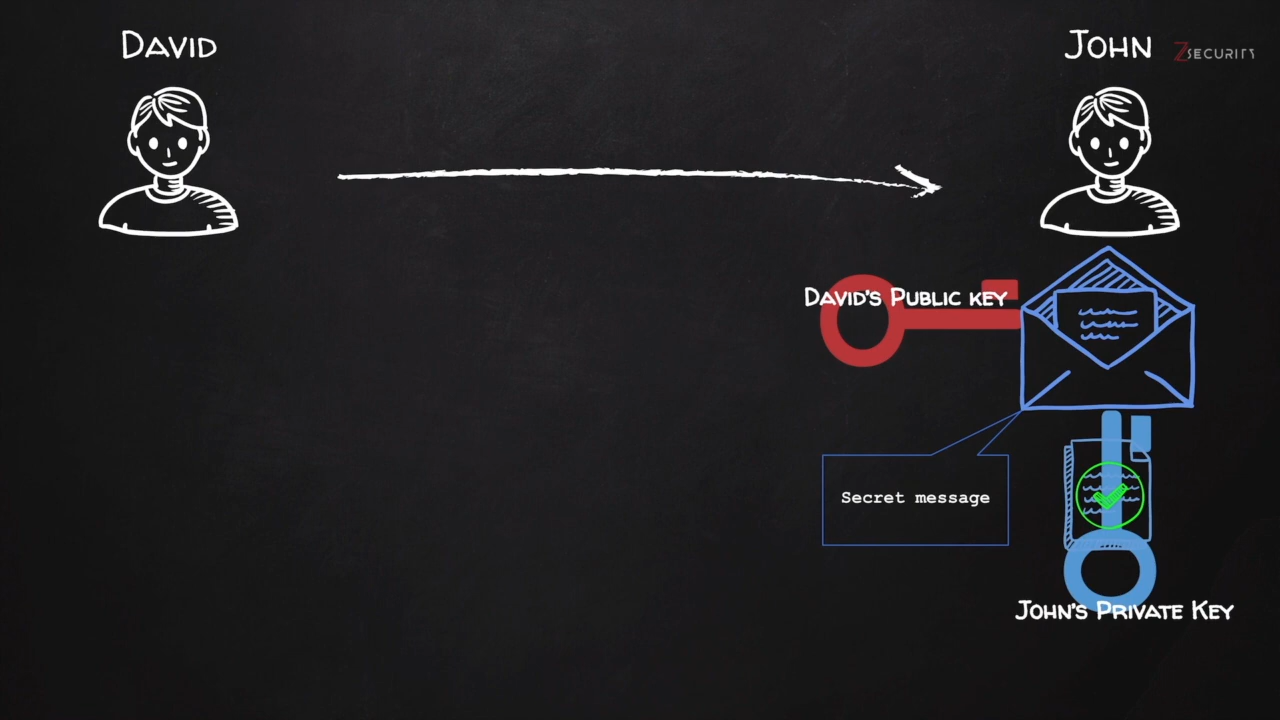 David
John
ZSECURITY
David's Public key
Secret message
John's Private Key